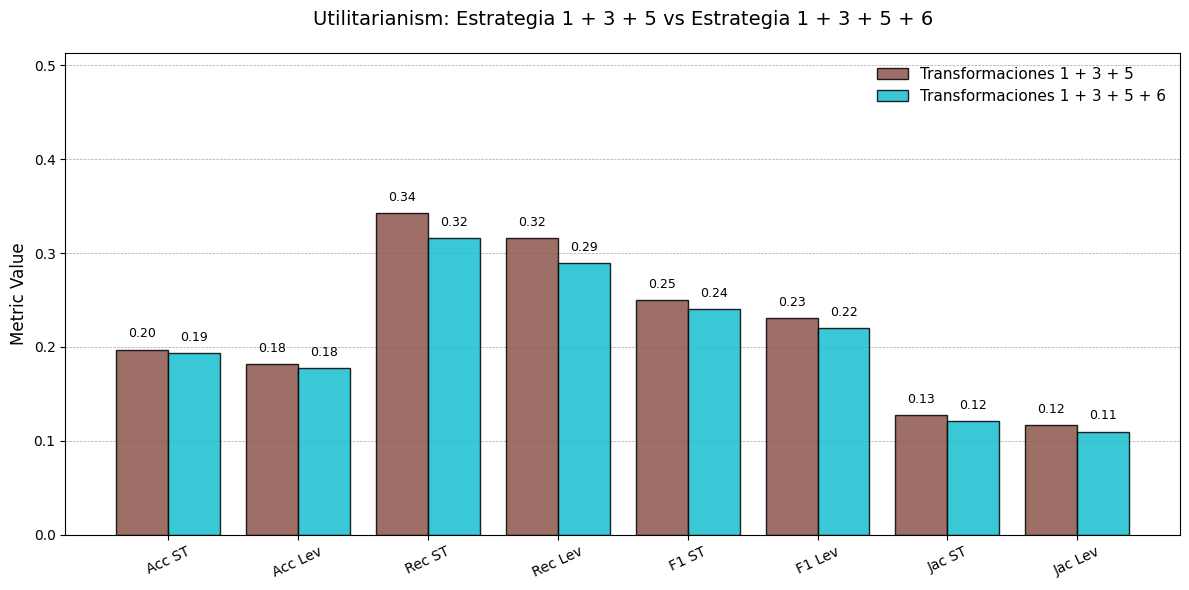 Utilitarianism: Estrategia 1 + 3 + 5 vs Estrategia 1 + 3 + 5 + 6
Transformaciones 1 + 3 + 5
Transformaciones 1 + 3 + 5 + 6
Metric Value
0.5
0.4
0.3
0.2
0.1
0.0
0.20
0.19
0.18
0.18
0.34
0.32
0.32
0.29
0.25
0.24
0.23
0.22
0.13
0.12
0.12
0.11
Acc ST
Acc Lev
Rec ST
Rec Lev
F1 ST
F1 Lev
Jac ST
Jac Lev